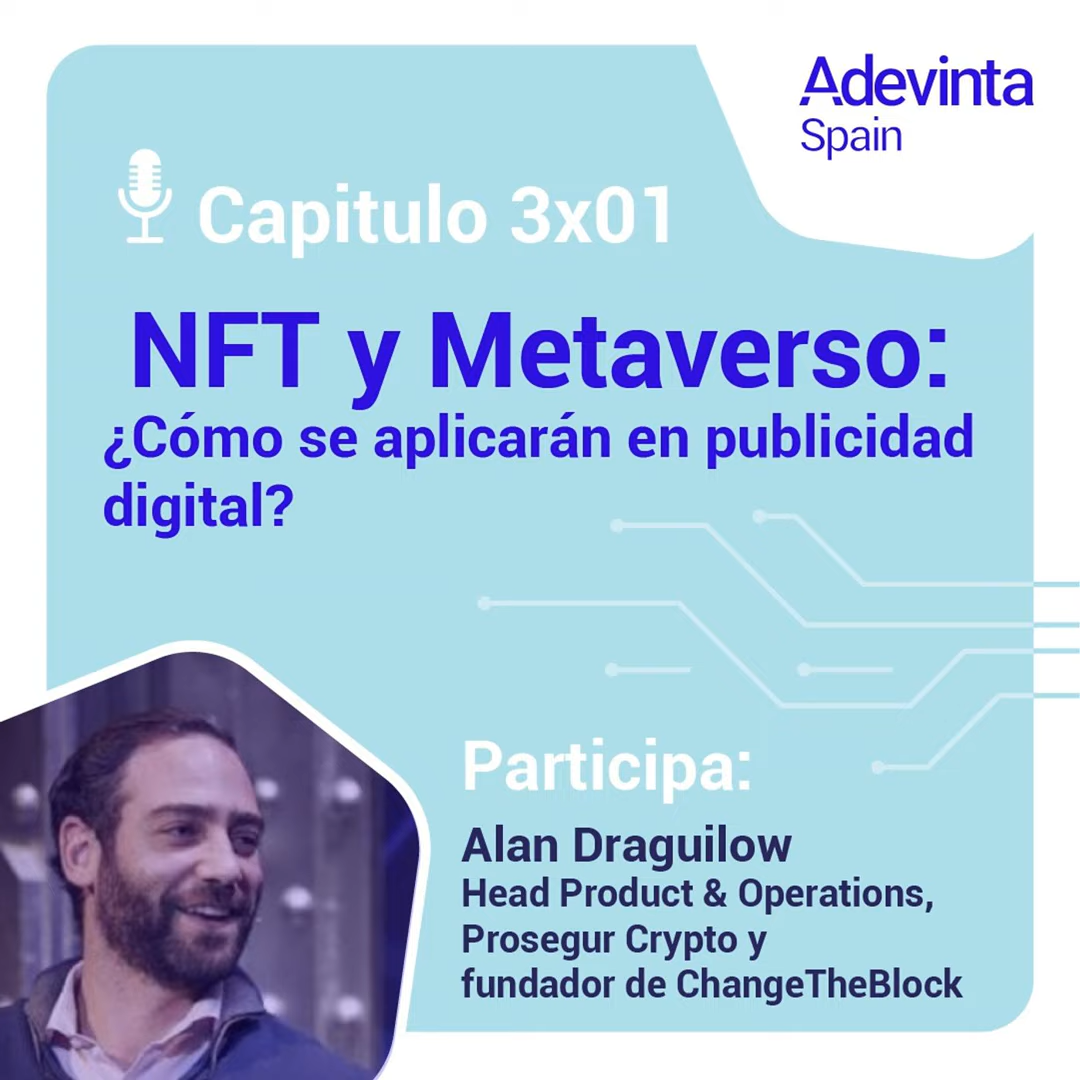 Adevinta
Spain
Capitulo 3x01
NFT y Metaverso:
¿Cómo se aplicarán en publicidad
digital?
Participa:
Alan Draguilow
Head Product & Operations,
Prosegur Crypto y
fundador de ChangeTheBlock